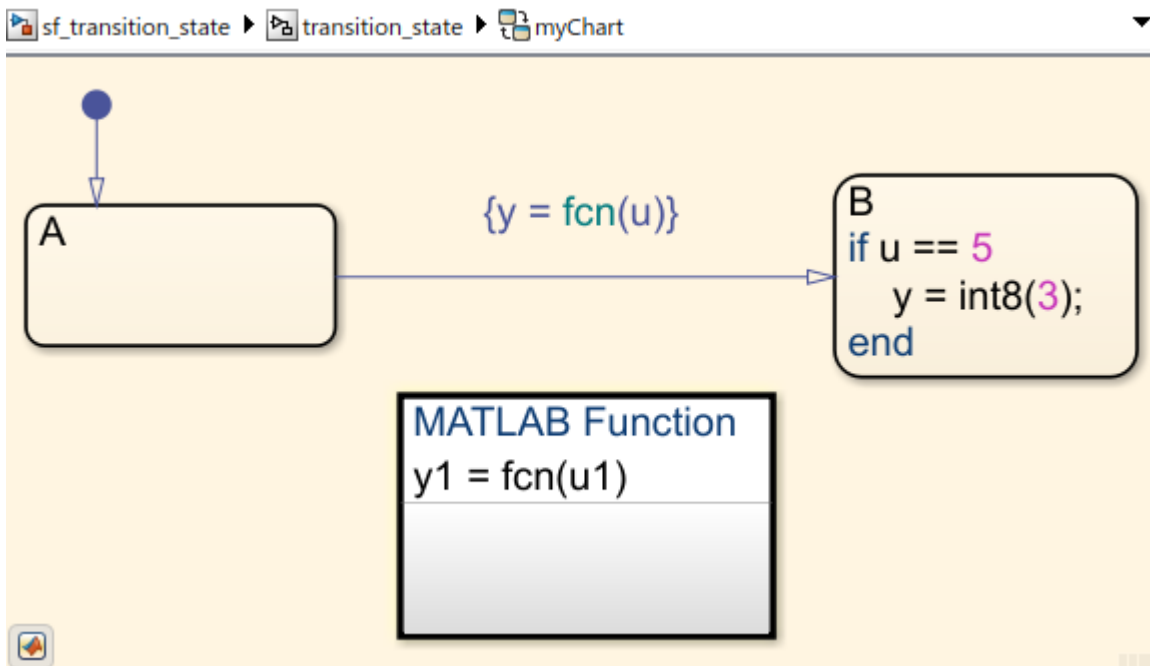 sf_transition_state transition_state myChart
A
{y = fcn(u)}
B
if u == 5
y = int8(3);
end
MATLAB Function
y1 = fcn(u1)